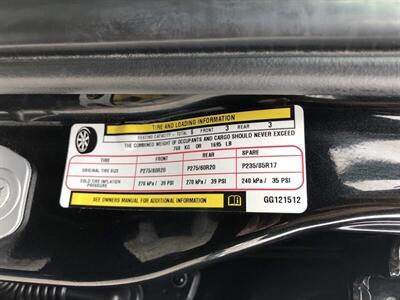 TIRE AND LOADING INFORMATION
SEATING CAPACITY - TOTAL 6 FRONT 3 REAR 3
THE COMBINED WEIGHT OF OCCUPANTS AND CARGO SHOULD NEVER EXCEED
768 KG OR 1695 LB
TIRE FRONT REAR SPARE
ORIGINAL TIRE SIZE P275/60R20 P275/60R20 P235/85R17
COLD TIRE INFLATION PRESSURE 270 kPa / 39 PSI 270 kPa / 39 PSI 240 kPa / 35 PSI
SEE OWNERS MANUAL FOR ADDITIONAL INFORMATION GG121512